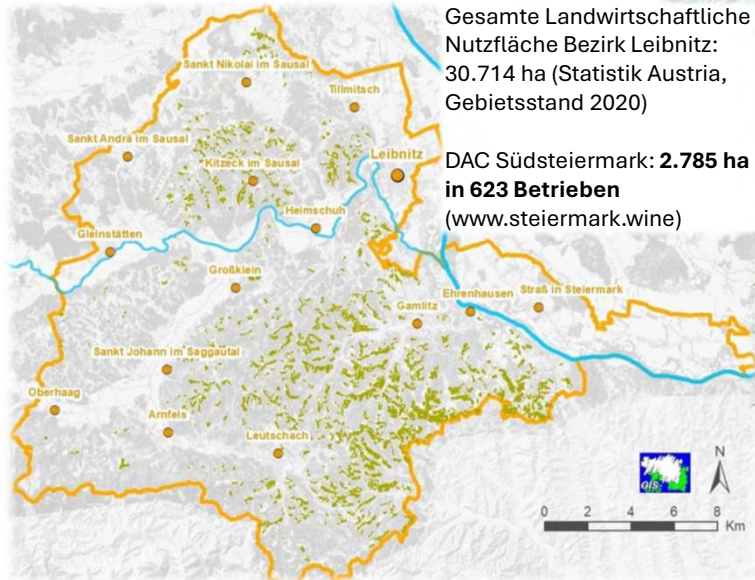 Gesamte Landwirtschaftliche
Nutzfläche Bezirk Leibnitz:
30.714 ha (Statistik Austria,
Gebietsstand 2020)
DAC Südsteiermark: 2.785 ha
in 623 Betrieben
(www.steiermark.wine)
Sankt Nikolai im Sausal
Tillmitsch
Sankt Andrä im Sausal
Leibnitz
Kitzeck im Sausal
Heimschuh
Gleinstätten
Großklein
Ehrenhausen
Straß in Steiermark
Gamlitz
Sankt Johann im Saggautal
Oberhaag
Arnfels
Leutschach
N
GIS
0 2 4 6 8
Km